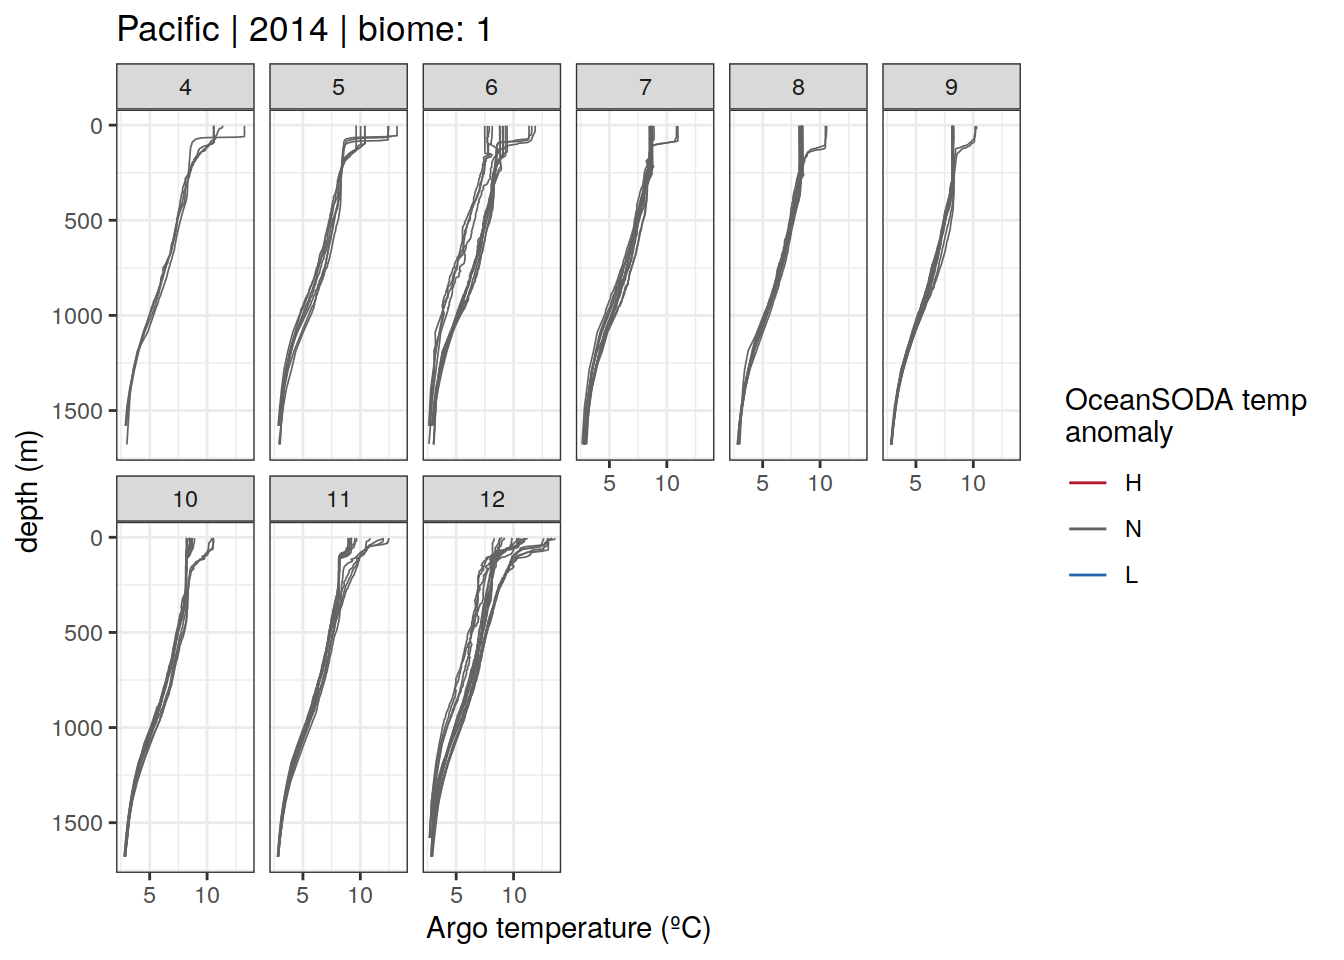 Pacific | 2014 | biome: 1
4 5 6 7 8 9
0
500
1000
1500
5 10 5 10 5 10
10 11 12
0
500
1000
1500
5 10 5 10 5 10
depth (m)
Argo temperature (ºC)
OceanSODA temp
anomaly
H
N
L